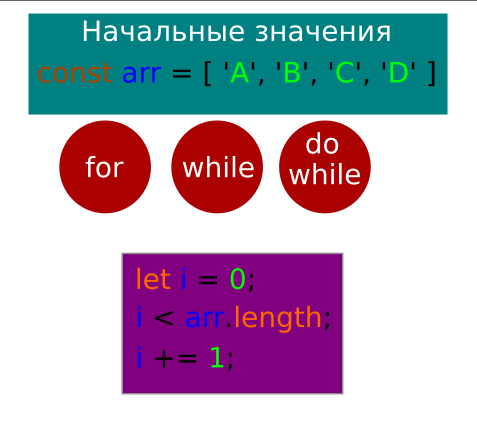 Начальные значения
const arr = [ 'A', 'B', 'C', 'D' ]
for
while
do
while
let i = 0;
i < arr.length;
i += 1;